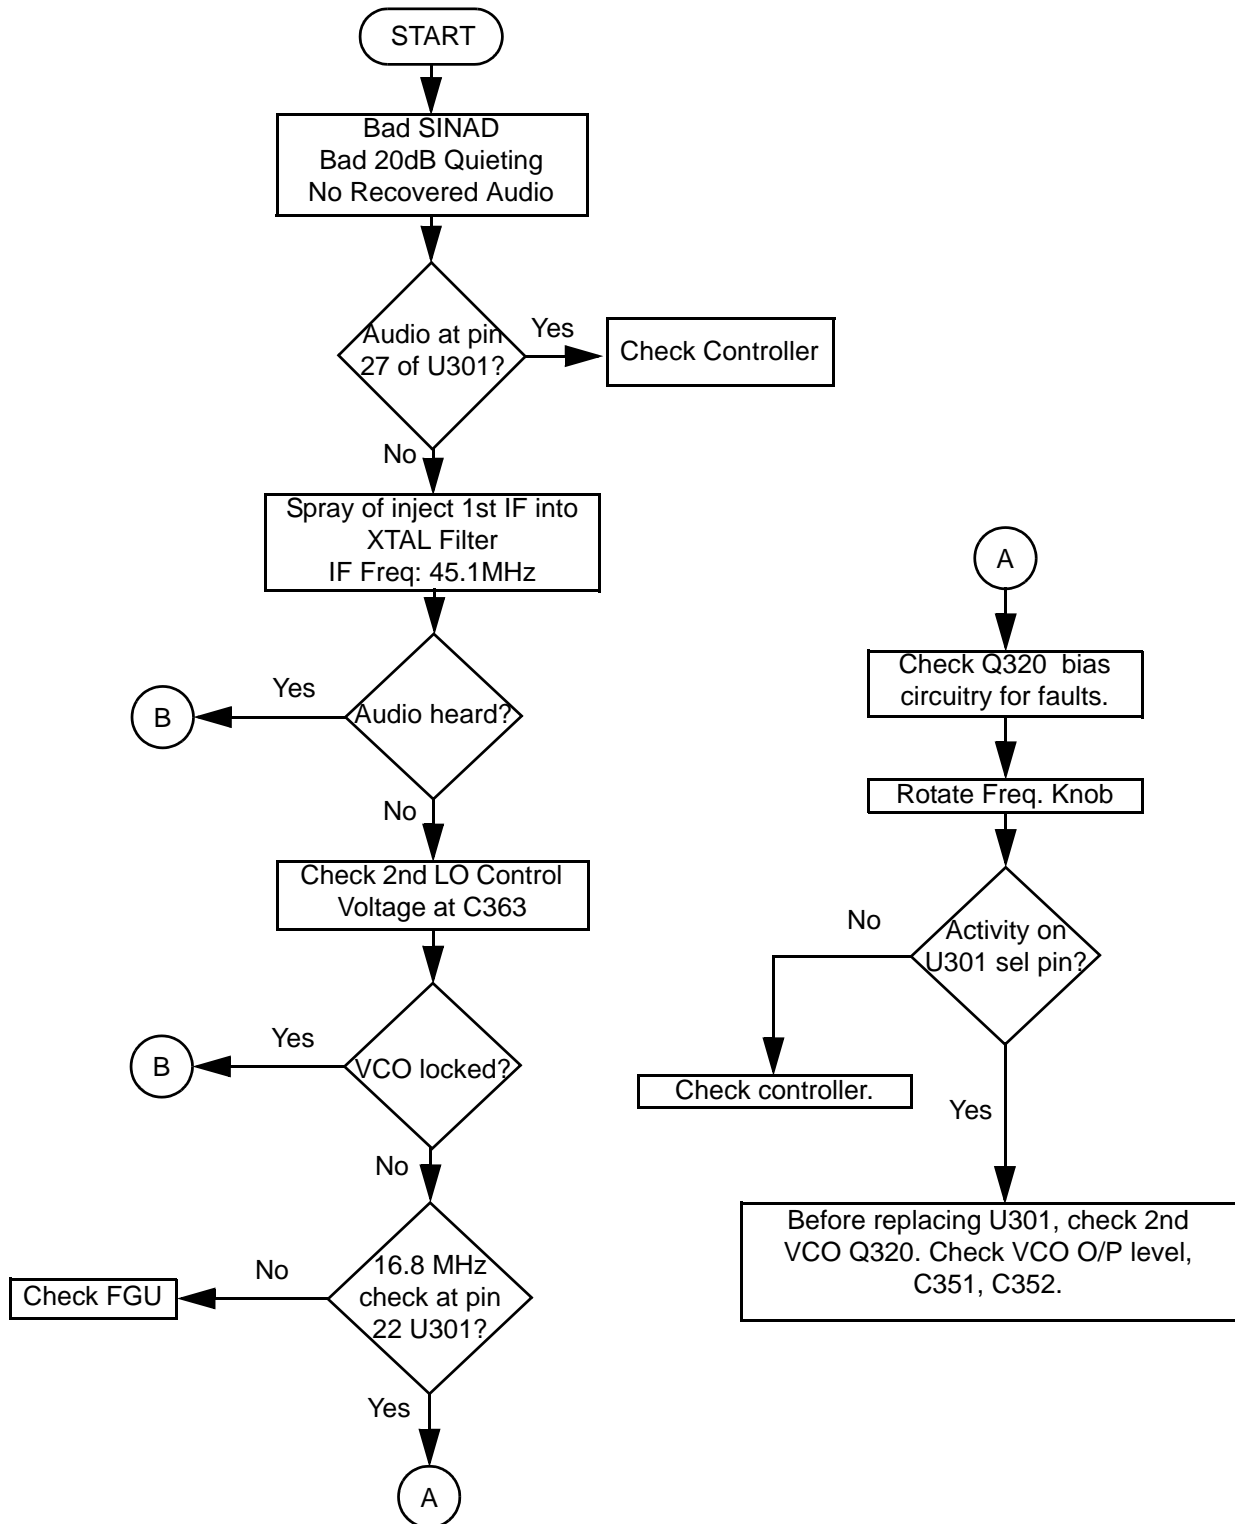 START
Bad SINAD
Bad 20dB Quieting
No Recovered Audio
Audio at pin
27 of U301?
Yes
Check Controller
No
Spray of inject 1st IF into
XTAL Filter
IF Freq: 45.1MHz
Audio heard?
Yes
B
No
Check 2nd LO Control
Voltage at C363
VCO locked?
Yes
B
No
16.8 MHz
check at pin
22 U301?
No
Check FGU
Yes
A
A
Check Q320 bias
circuitry for faults.
Rotate Freq. Knob
Activity on
U301 sel pin?
No
Check controller.
Yes
Before replacing U301, check 2nd
VCO Q320. Check VCO O/P level,
C351, C352.